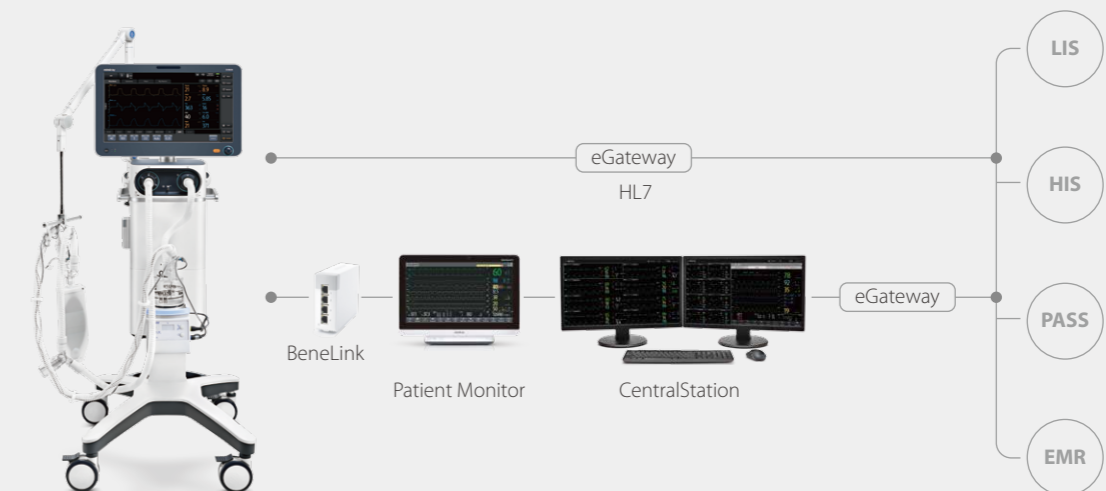 LIS
eGateway
HL7
HIS
eGateway
PASS
BeneLink
Patient Monitor
CentralStation
EMR